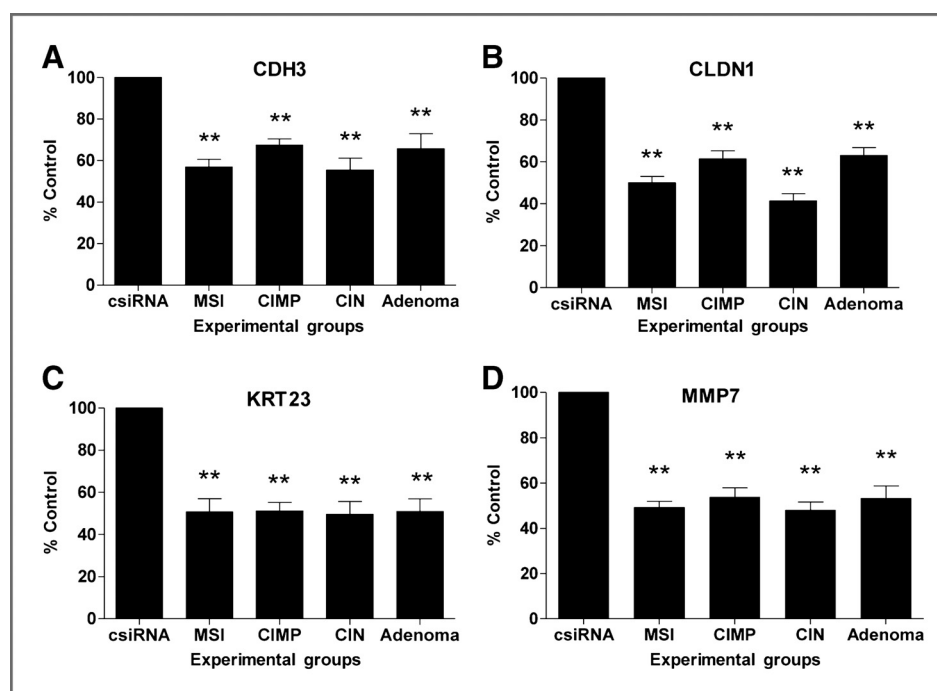 A
CDH3
% Control
100
80
60
40
20
0
** ** ** **
csiRNA MSI CIMP CIN Adenoma
Experimental groups
B
CLDN1
% Control
100
80
60
40
20
0
** ** ** **
csiRNA MSI CIMP CIN Adenoma
Experimental groups
C
KRT23
% Control
100
80
60
40
20
0
** ** ** **
csiRNA MSI CIMP CIN Adenoma
Experimental groups
D
MMP7
% Control
100
80
60
40
20
0
** ** ** **
csiRNA MSI CIMP CIN Adenoma
Experimental groups